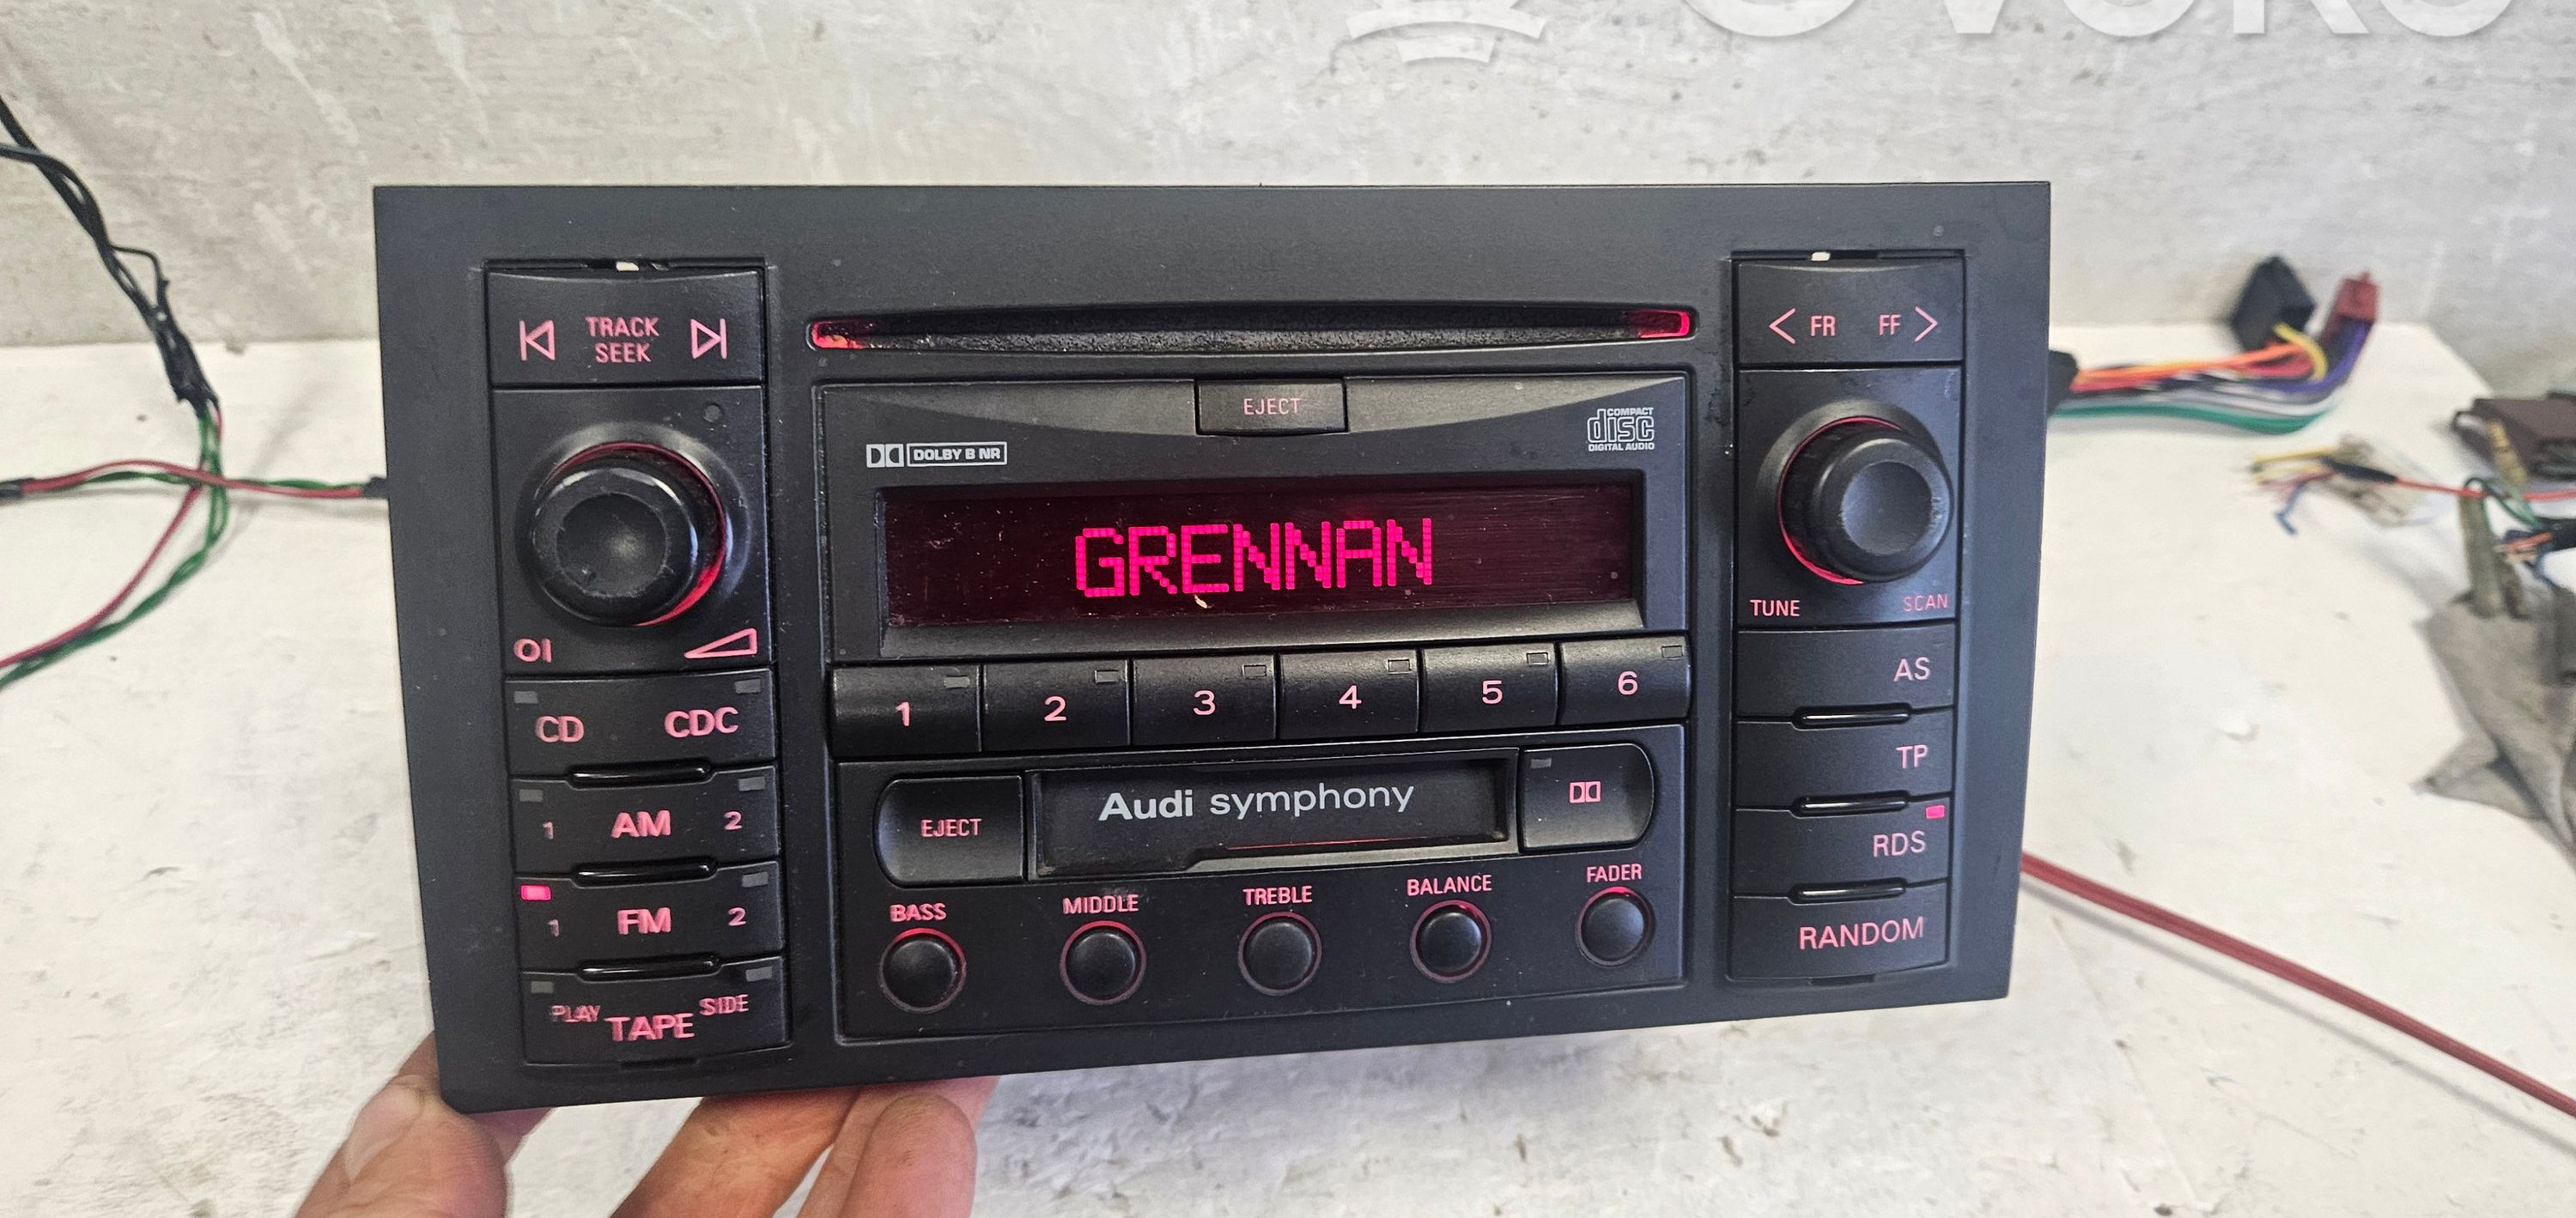 TRACK
SEEK
FR FF
EJECT
COMPACT
disc
DIGITAL AUDIO
DOLBY B NR
GRENNAN
TUNE SCAN
1 2 3 4 5 6
AS
CD CDC
TP
Audi symphony
EJECT
1 AM 2
RDS
BASS MIDDLE TREBLE BALANCE FADER
1 FM 2
RANDOM
PLAY TAPE SIDE